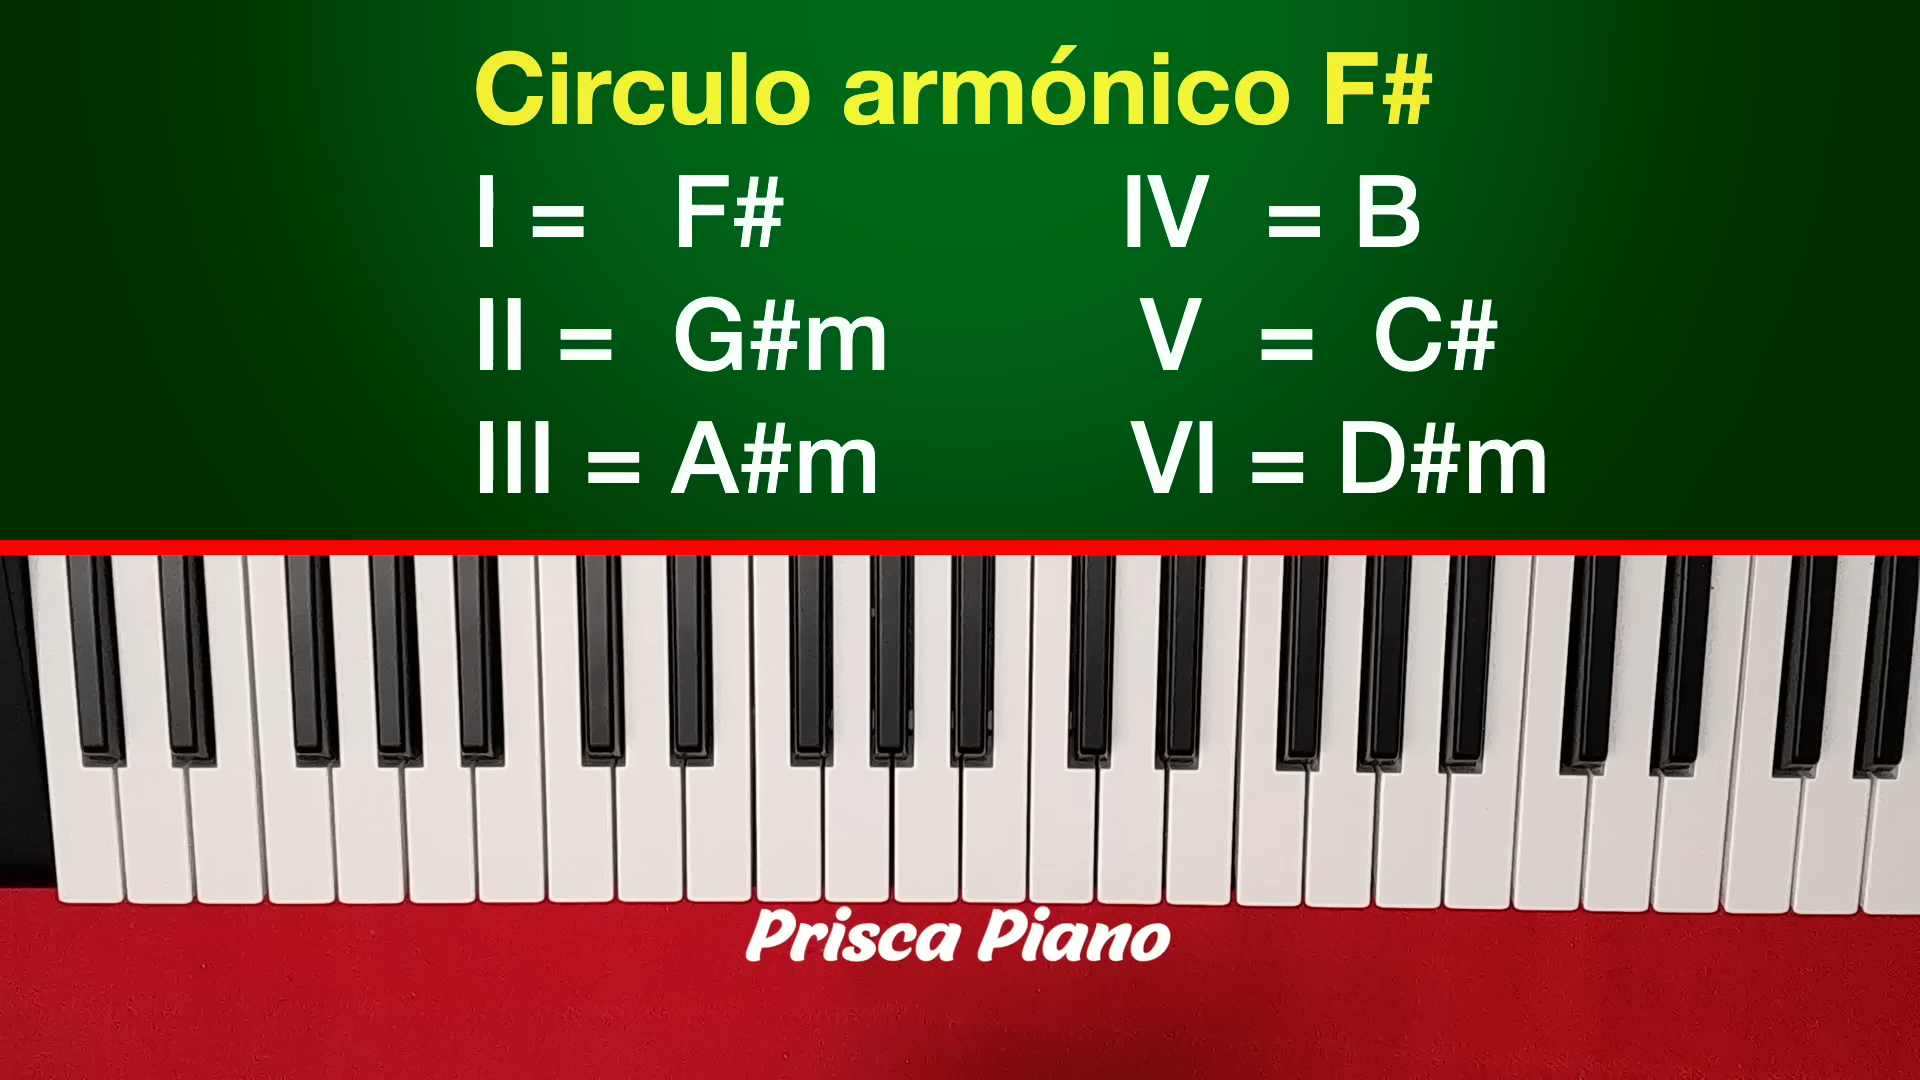 Circulo armónico F#
I = F# IV = B
II = G#m V = C#
III = A#m VI = D#m
Prisca Piano